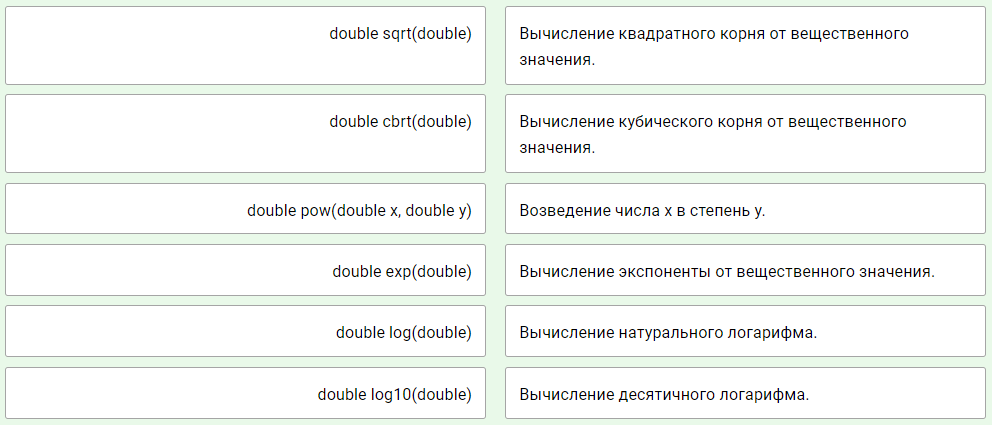 double sqrt(double)
Вычисление квадратного корня от вещественного
значения.
double cbrt(double)
Вычисление кубического корня от вещественного
значения.
double pow(double x, double y)
Возведение числа x в степень y.
double exp(double)
Вычисление экспоненты от вещественного значения.
double log(double)
Вычисление натурального логарифма.
double log10(double)
Вычисление десятичного логарифма.